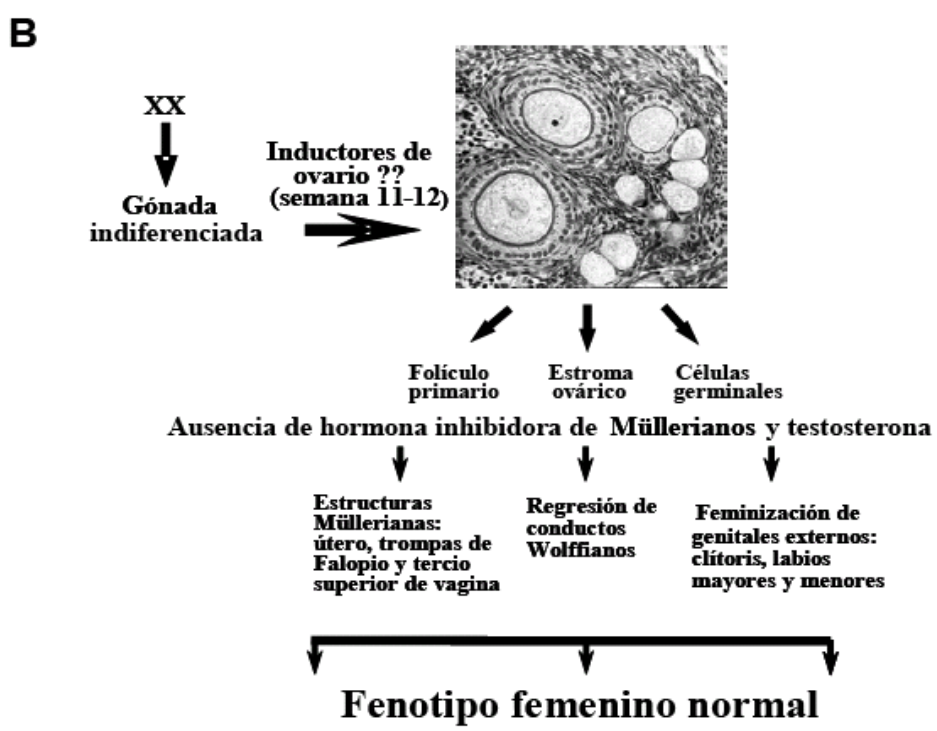 B
XX
Gónada
indiferenciada
Inductores de
ovario ??
(semana 11-12)
Folículo
primario
Estroma
ovárico
Células
germinales
Ausencia de hormona inhibidora de Müllerianos y testosterona
Estructuras
Müllerianas:
útero, trompas de
Falopio y tercio
superior de vagina
Regresión de
conductos
Wolffianos
Feminización de
genitales externos:
clítoris, labios
mayores y menores
Fenotipo femenino normal